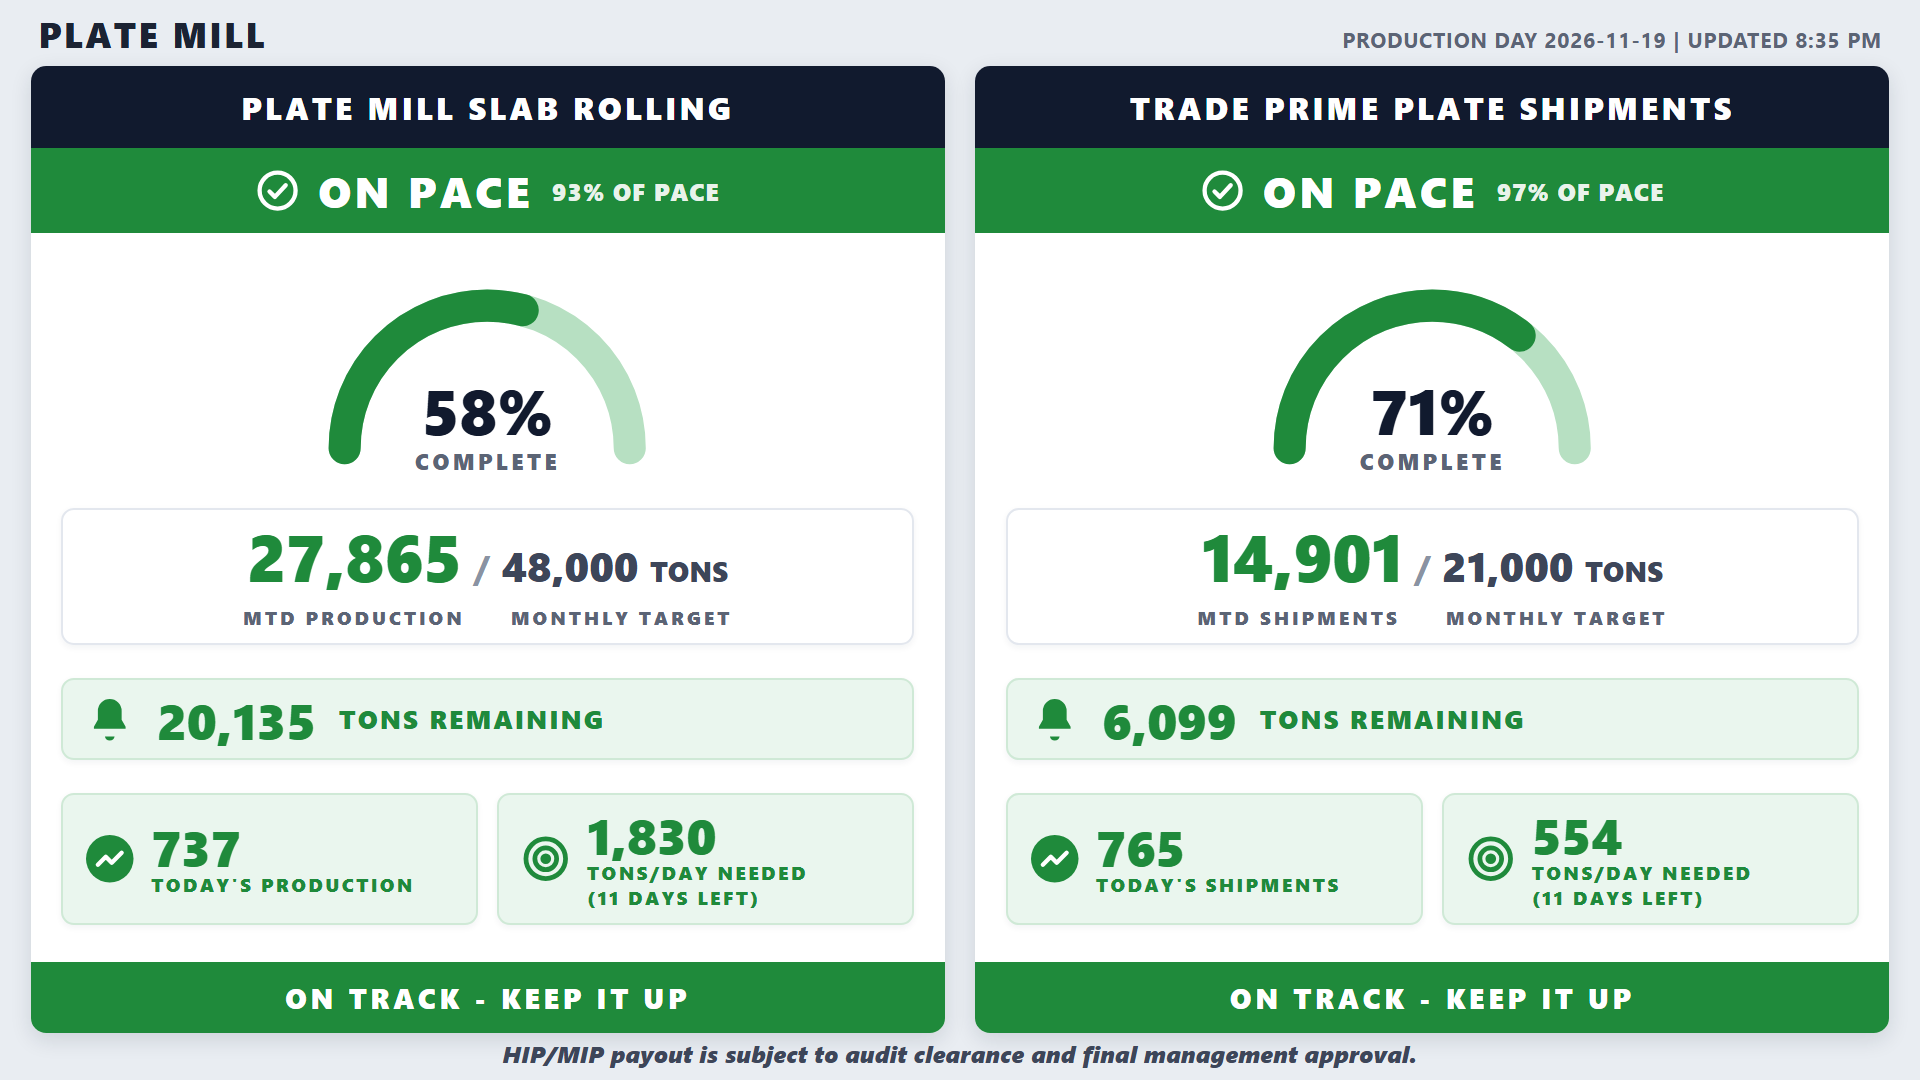 PLATE MILL
PRODUCTION DAY 2026-11-19 | UPDATED 8:35 PM
PLATE MILL SLAB ROLLING
ON PACE 93% OF PACE
58%
COMPLETE
27,865 / 48,000 TONS
MTD PRODUCTION MONTHLY TARGET
20,135 TONS REMAINING
737
TODAY'S PRODUCTION
1,830
TONS/DAY NEEDED
(11 DAYS LEFT)
ON TRACK - KEEP IT UP
TRADE PRIME PLATE SHIPMENTS
ON PACE 97% OF PACE
71%
COMPLETE
14,901 / 21,000 TONS
MTD SHIPMENTS MONTHLY TARGET
6,099 TONS REMAINING
765
TODAY'S SHIPMENTS
554
TONS/DAY NEEDED
(11 DAYS LEFT)
ON TRACK - KEEP IT UP
HIP/MIP payout is subject to audit clearance and final management approval.